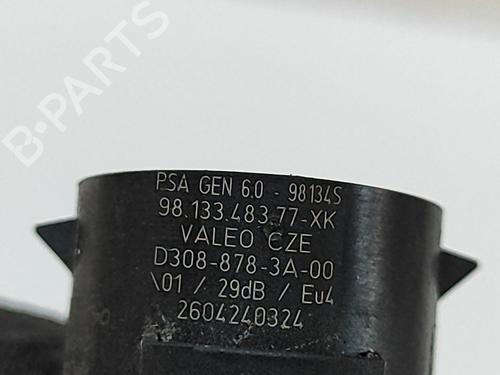 B-PARTS
PSA GEN 6.0 - 98134S
98.133.483.77-XK
VALEO CZE
D308-878-3A-00
\01 / 29dB / Eu4
2604240324